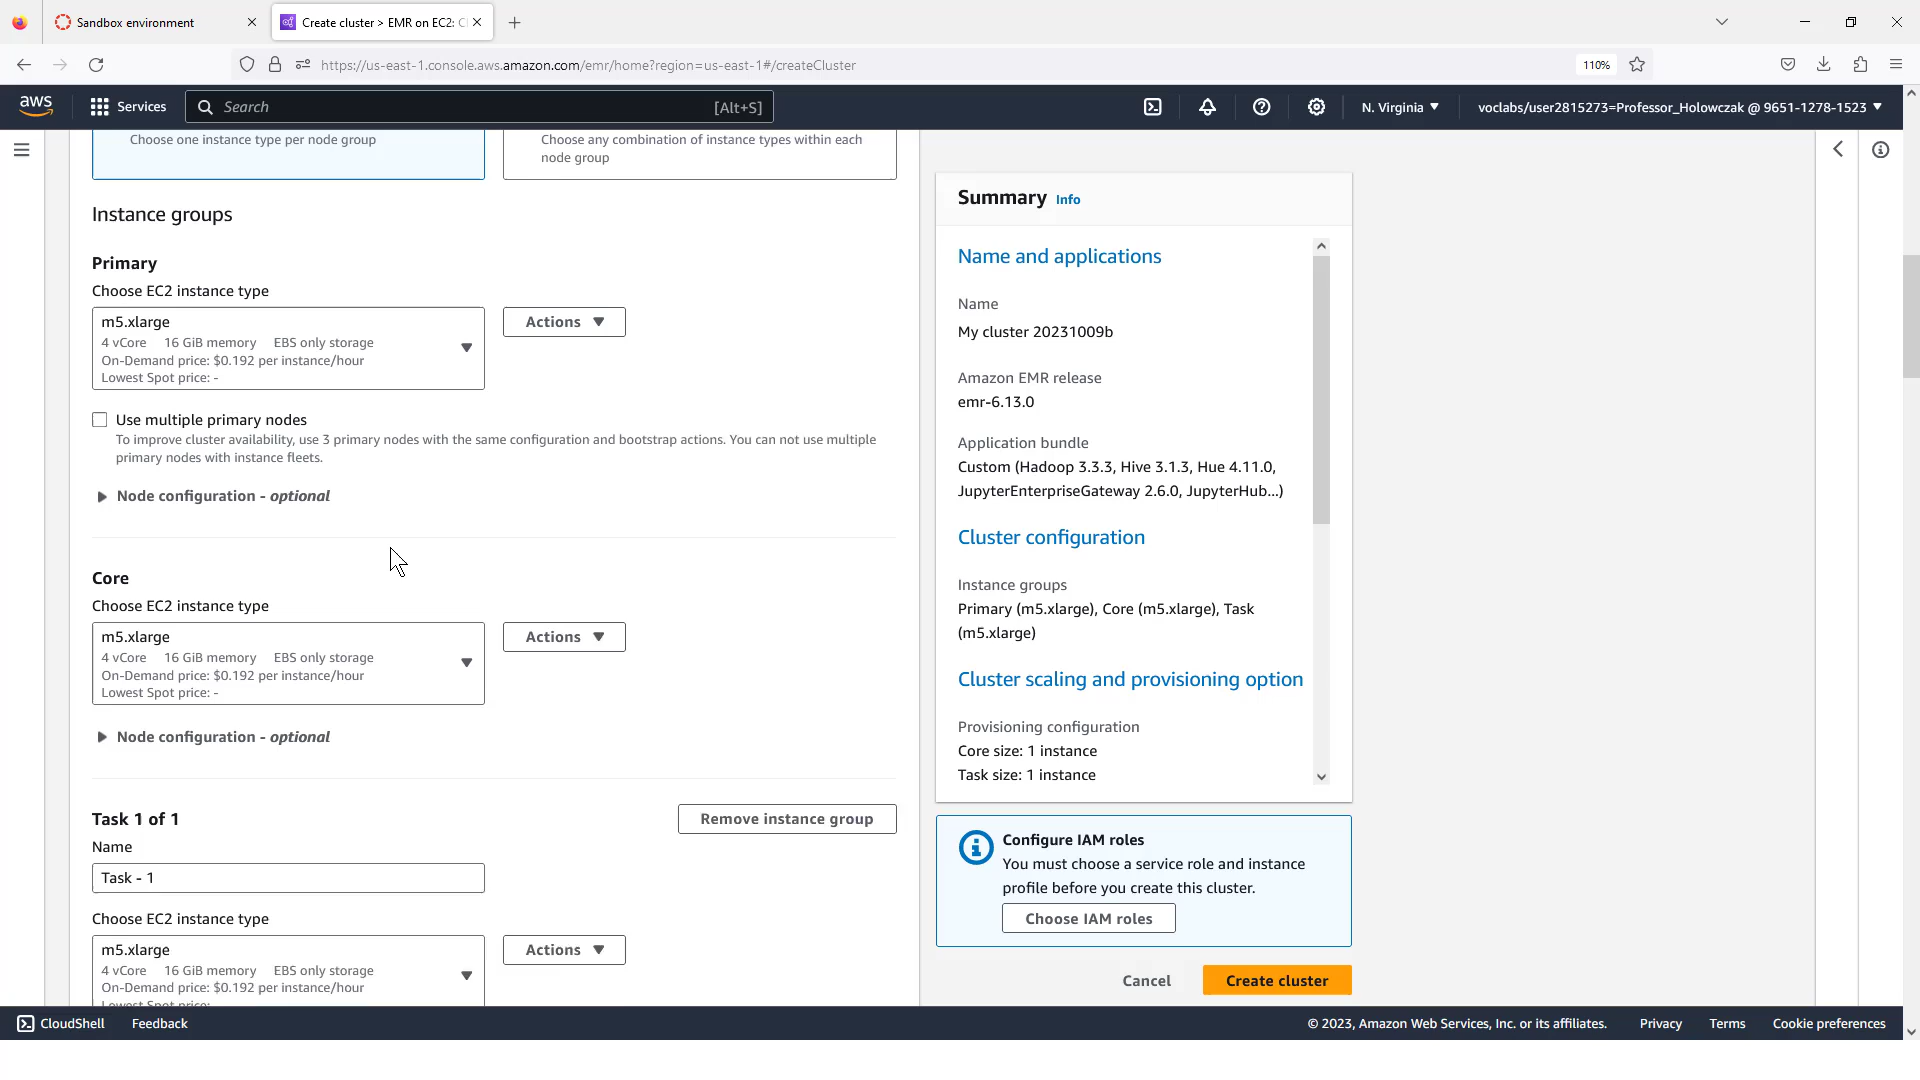 Sandbox environment
Create cluster > EMR on EC2: C
https://us-east-1.console.aws.amazon.com/emr/home?region=us-east-1#/createCluster
110%
aws
Services
Search
[Alt+S]
N. Virginia
voclabs/user2815273=Professor_Holowczak @ 9651-1278-1523
Choose one instance type per node group
Choose any combination of instance types within each
node group
Instance groups
Primary
Choose EC2 instance type
m5.xlarge
4 vCore 16 GiB memory EBS only storage
On-Demand price: $0.192 per instance/hour
Lowest Spot price: -
Actions
Use multiple primary nodes
To improve cluster availability, use 3 primary nodes with the same configuration and bootstrap actions. You can not use multiple
primary nodes with instance fleets.
Node configuration - optional
Core
Choose EC2 instance type
m5.xlarge
4 vCore 16 GiB memory EBS only storage
On-Demand price: $0.192 per instance/hour
Lowest Spot price: -
Actions
Node configuration - optional
Task 1 of 1
Remove instance group
Name
Task - 1
Choose EC2 instance type
m5.xlarge
4 vCore 16 GiB memory EBS only storage
On-Demand price: $0.192 per instance/hour
Lowest Spot price: -
Actions
Summary Info
Name and applications
Name
My cluster 20231009b
Amazon EMR release
emr-6.13.0
Application bundle
Custom (Hadoop 3.3.3, Hive 3.1.3, Hue 4.11.0,
JupyterEnterpriseGateway 2.6.0, JupyterHub...)
Cluster configuration
Instance groups
Primary (m5.xlarge), Core (m5.xlarge), Task
(m5.xlarge)
Cluster scaling and provisioning option
Provisioning configuration
Core size: 1 instance
Task size: 1 instance
Configure IAM roles
You must choose a service role and instance
profile before you create this cluster.
Choose IAM roles
Cancel
Create cluster
CloudShell
Feedback
© 2023, Amazon Web Services, Inc. or its affiliates.
Privacy
Terms
Cookie preferences